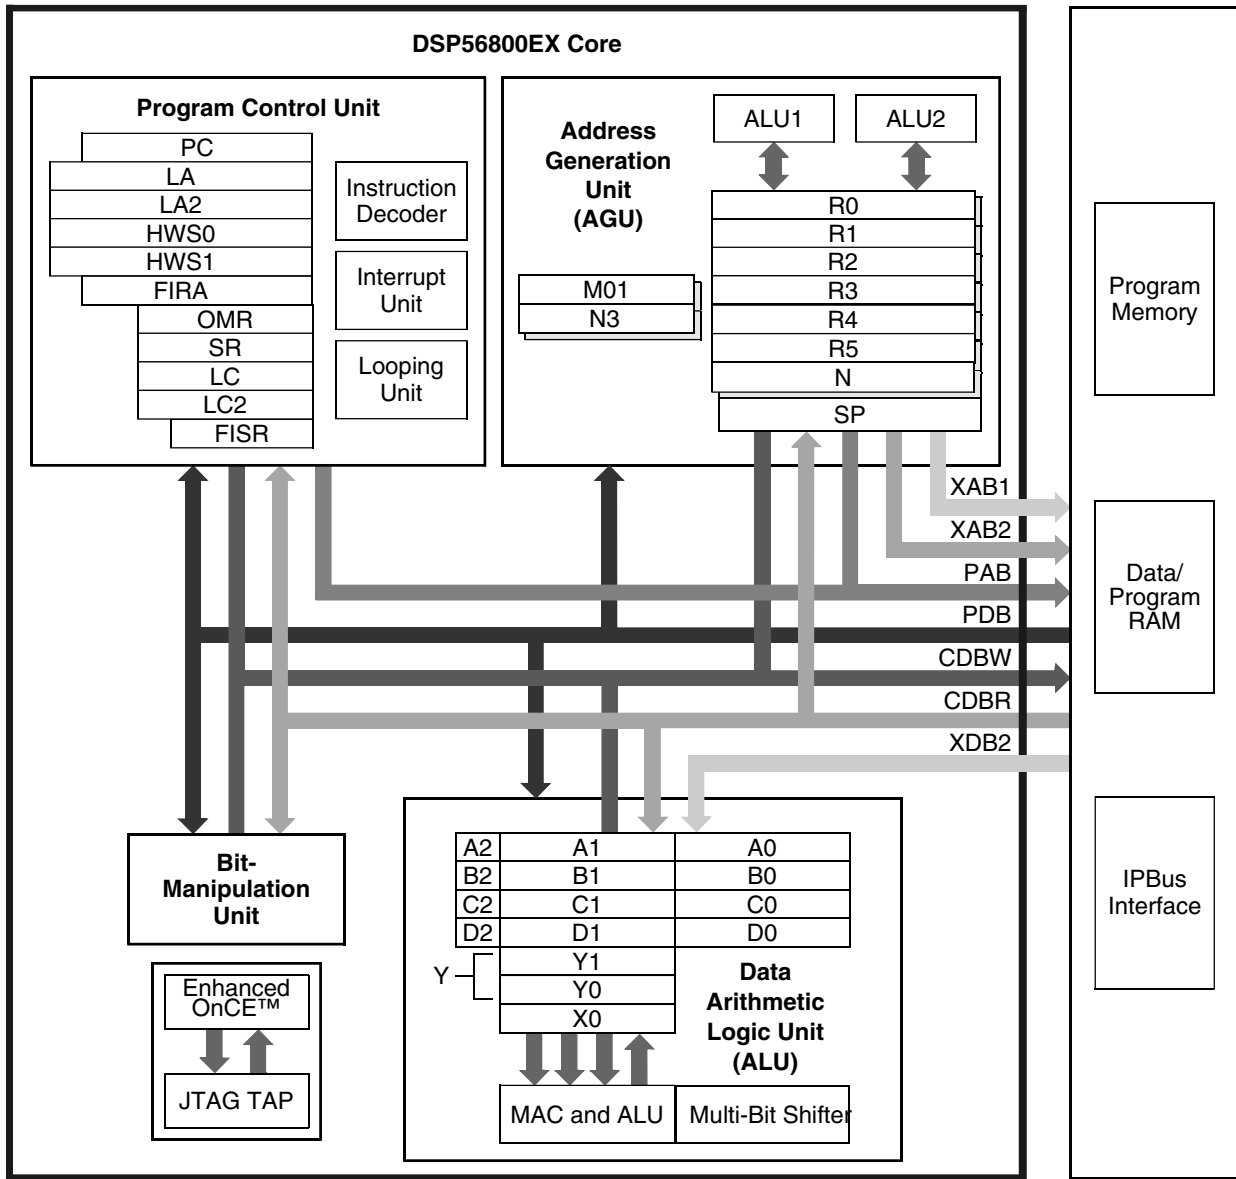 DSP56800EX Core
Program Control Unit
PC
LA
LA2
HWS0
HWS1
FIRA
OMR
SR
LC
LC2
FISR
Instruction
Decoder
Interrupt
Unit
Looping
Unit
Address
Generation
Unit
(AGU)
ALU1
ALU2
R0
R1
R2
R3
R4
R5
N
SP
M01
N3
XAB1
XAB2
PAB
PDB
CDBW
CDBR
XDB2
Program
Memory
Data/
Program
RAM
IPBus
Interface
Bit-
Manipulation
Unit
Enhanced
OnCE™
JTAG TAP
A2 A1 A0
B2 B1 B0
C2 C1 C0
D2 D1 D0
Y
Y1
Y0
X0
Data
Arithmetic
Logic Unit
(ALU)
MAC and ALU
Multi-Bit Shifter